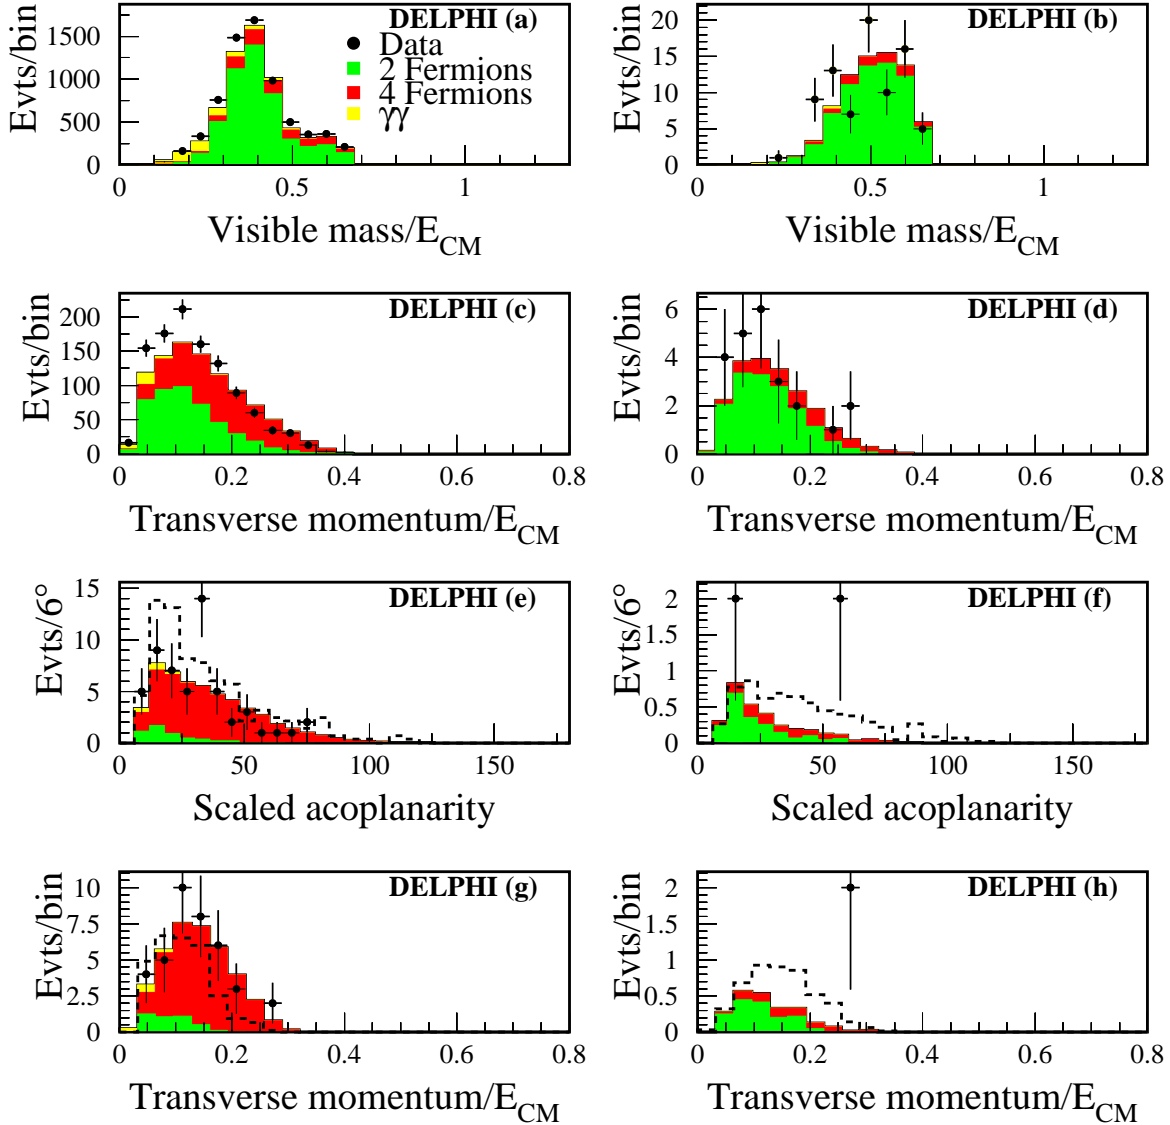 Evts/bin
1500
1000
500
0
DELPHI (a)
Data
2 Fermions
4 Fermions
γγ
0 0.5 1
Visible mass/E_CM
Evts/bin
20
15
10
5
0
DELPHI (b)
0 0.5 1
Visible mass/E_CM
Evts/bin
200
150
100
50
0
DELPHI (c)
0 0.2 0.4 0.6 0.8
Transverse momentum/E_CM
Evts/bin
6
4
2
0
DELPHI (d)
0 0.2 0.4 0.6 0.8
Transverse momentum/E_CM
Evts/6°
15
10
5
0
DELPHI (e)
0 50 100 150
Scaled acoplanarity
Evts/6°
2
1.5
1
0.5
0
DELPHI (f)
0 50 100 150
Scaled acoplanarity
Evts/bin
10
7.5
5
2.5
0
DELPHI (g)
0 0.2 0.4 0.6 0.8
Transverse momentum/E_CM
Evts/bin
2
1.5
1
0.5
0
DELPHI (h)
0 0.2 0.4 0.6 0.8
Transverse momentum/E_CM